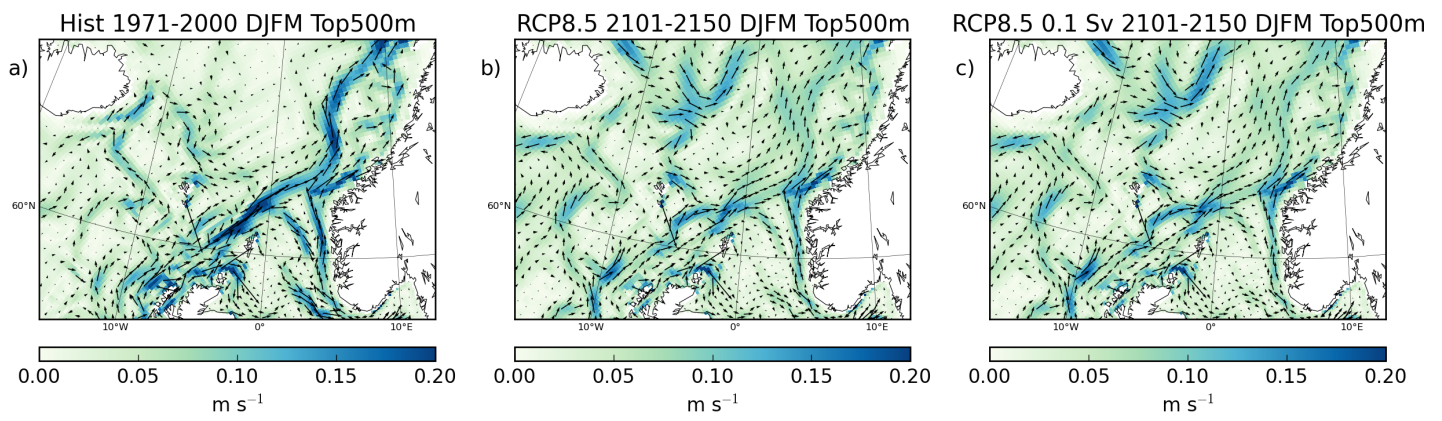 Hist 1971-2000 DJFM Top500m
RCP8.5 2101-2150 DJFM Top500m
RCP8.5 0.1 Sv 2101-2150 DJFM Top500m
a)
b)
c)
60°N
60°N
60°N
10°W 0° 10°E
10°W 0° 10°E
10°W 0° 10°E
0.00 0.05 0.10 0.15 0.20
0.00 0.05 0.10 0.15 0.20
0.00 0.05 0.10 0.15 0.20
m s⁻¹
m s⁻¹
m s⁻¹